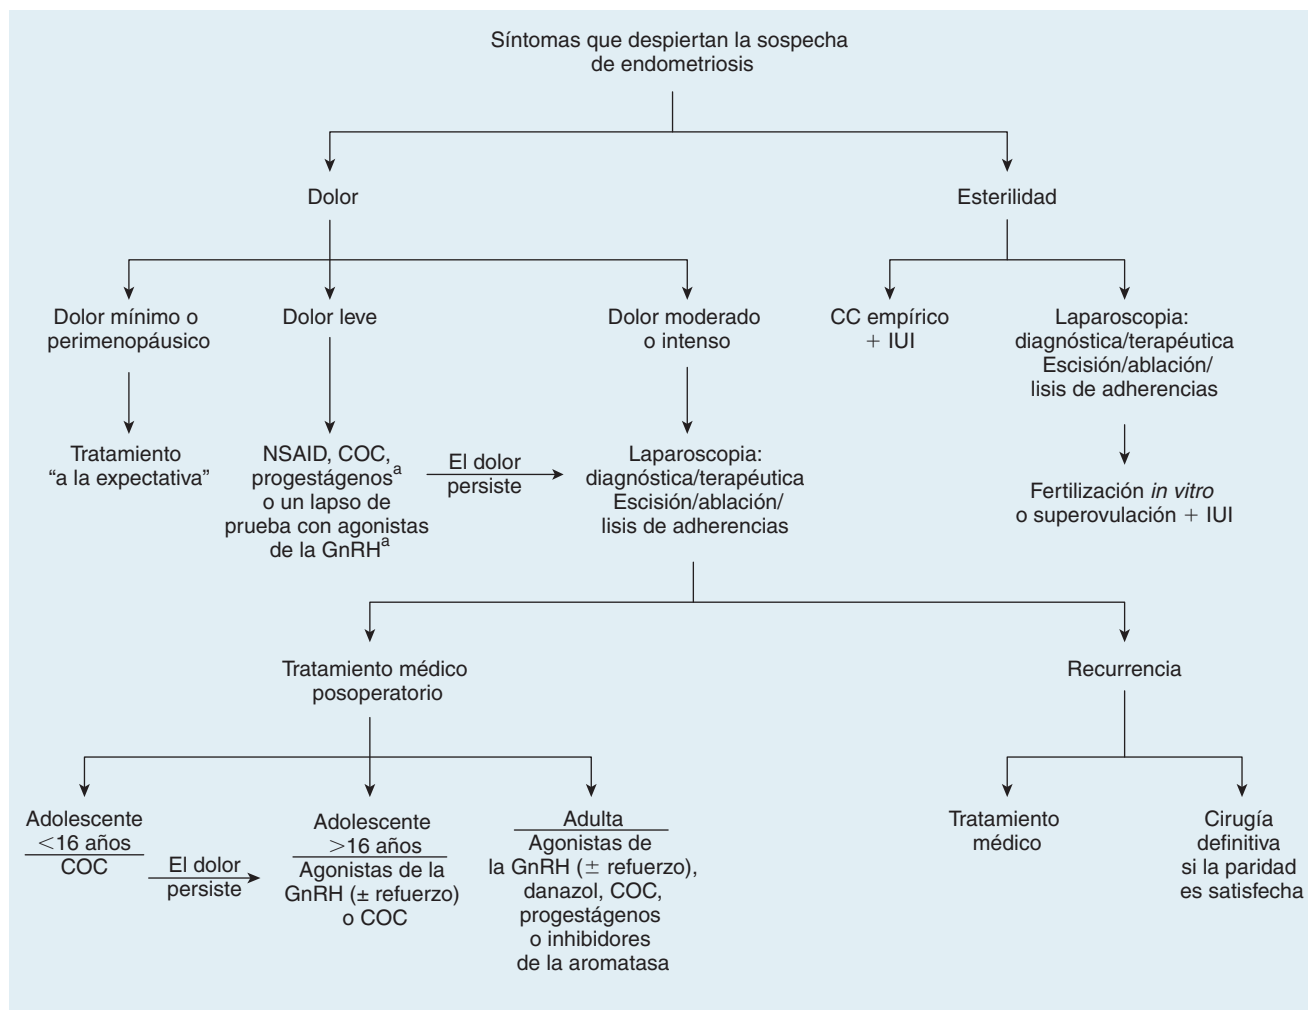 Síntomas que despiertan la sospecha
de endometriosis
Dolor
Esterilidad
Dolor mínimo o
perimenopáusico
Dolor leve
Dolor moderado
o intenso
CC empírico
+ IUI
Laparoscopia:
diagnóstica/terapéutica
Escisión/ablación/
lisis de adherencias
Tratamiento
“a la expectativa”
NSAID, COC,
progestágenosa
o un lapso de
prueba con agonistas
de la GnRHa
El dolor
persiste
Laparoscopia:
diagnóstica/terapéutica
Escisión/ablación/
lisis de adherencias
Fertilización in vitro
o superovulación + IUI
Tratamiento médico
posoperatorio
Recurrencia
Adolescente
<16 años
COC
El dolor
persiste
Adolescente
>16 años
Agonistas de la
GnRH (± refuerzo)
o COC
Adulta
Agonistas de
la GnRH (± refuerzo),
danazol, COC,
progestágenos
o inhibidores
de la aromatasa
Tratamiento
médico
Cirugía
definitiva
si la paridad
es satisfecha